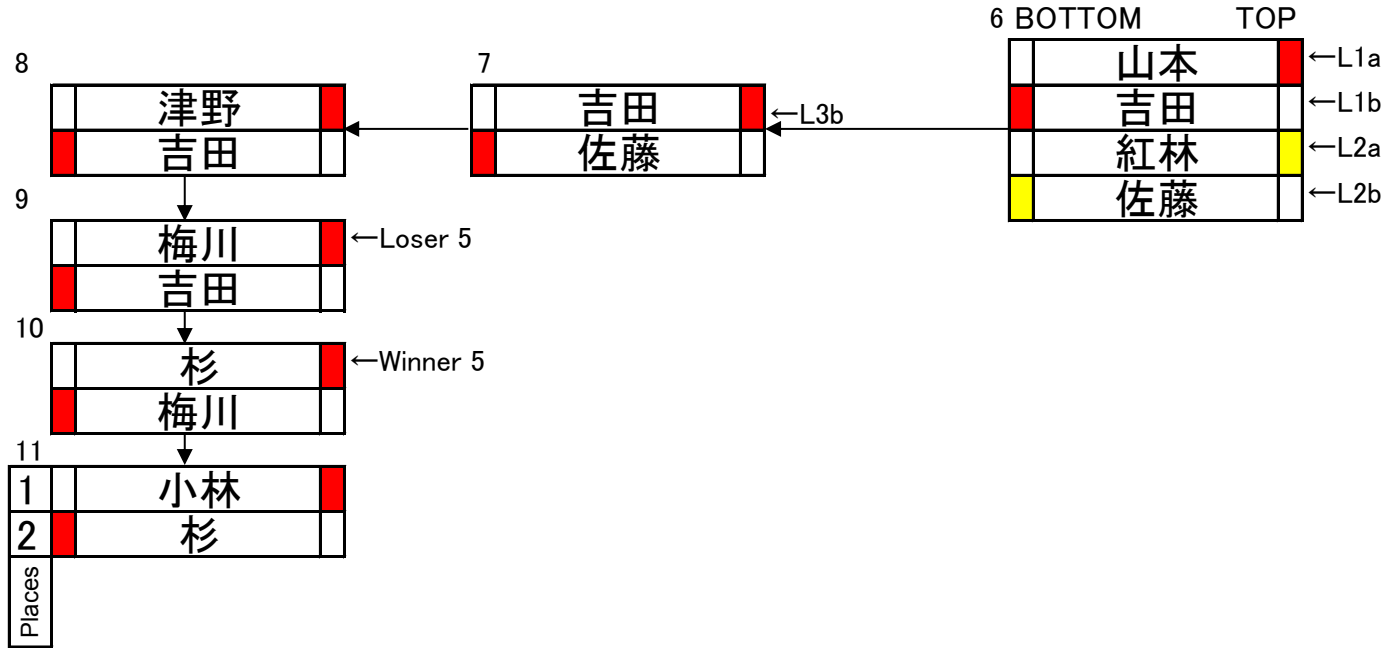 6 BOTTOM TOP
山本 ←L1a
吉田 ←L1b
紅林 ←L2a
佐藤 ←L2b
7
吉田 ←L3b
佐藤
8
津野
吉田
9
梅川 ←Loser 5
吉田
10
杉 ←Winner 5
梅川
11
1 小林
2 杉
Places